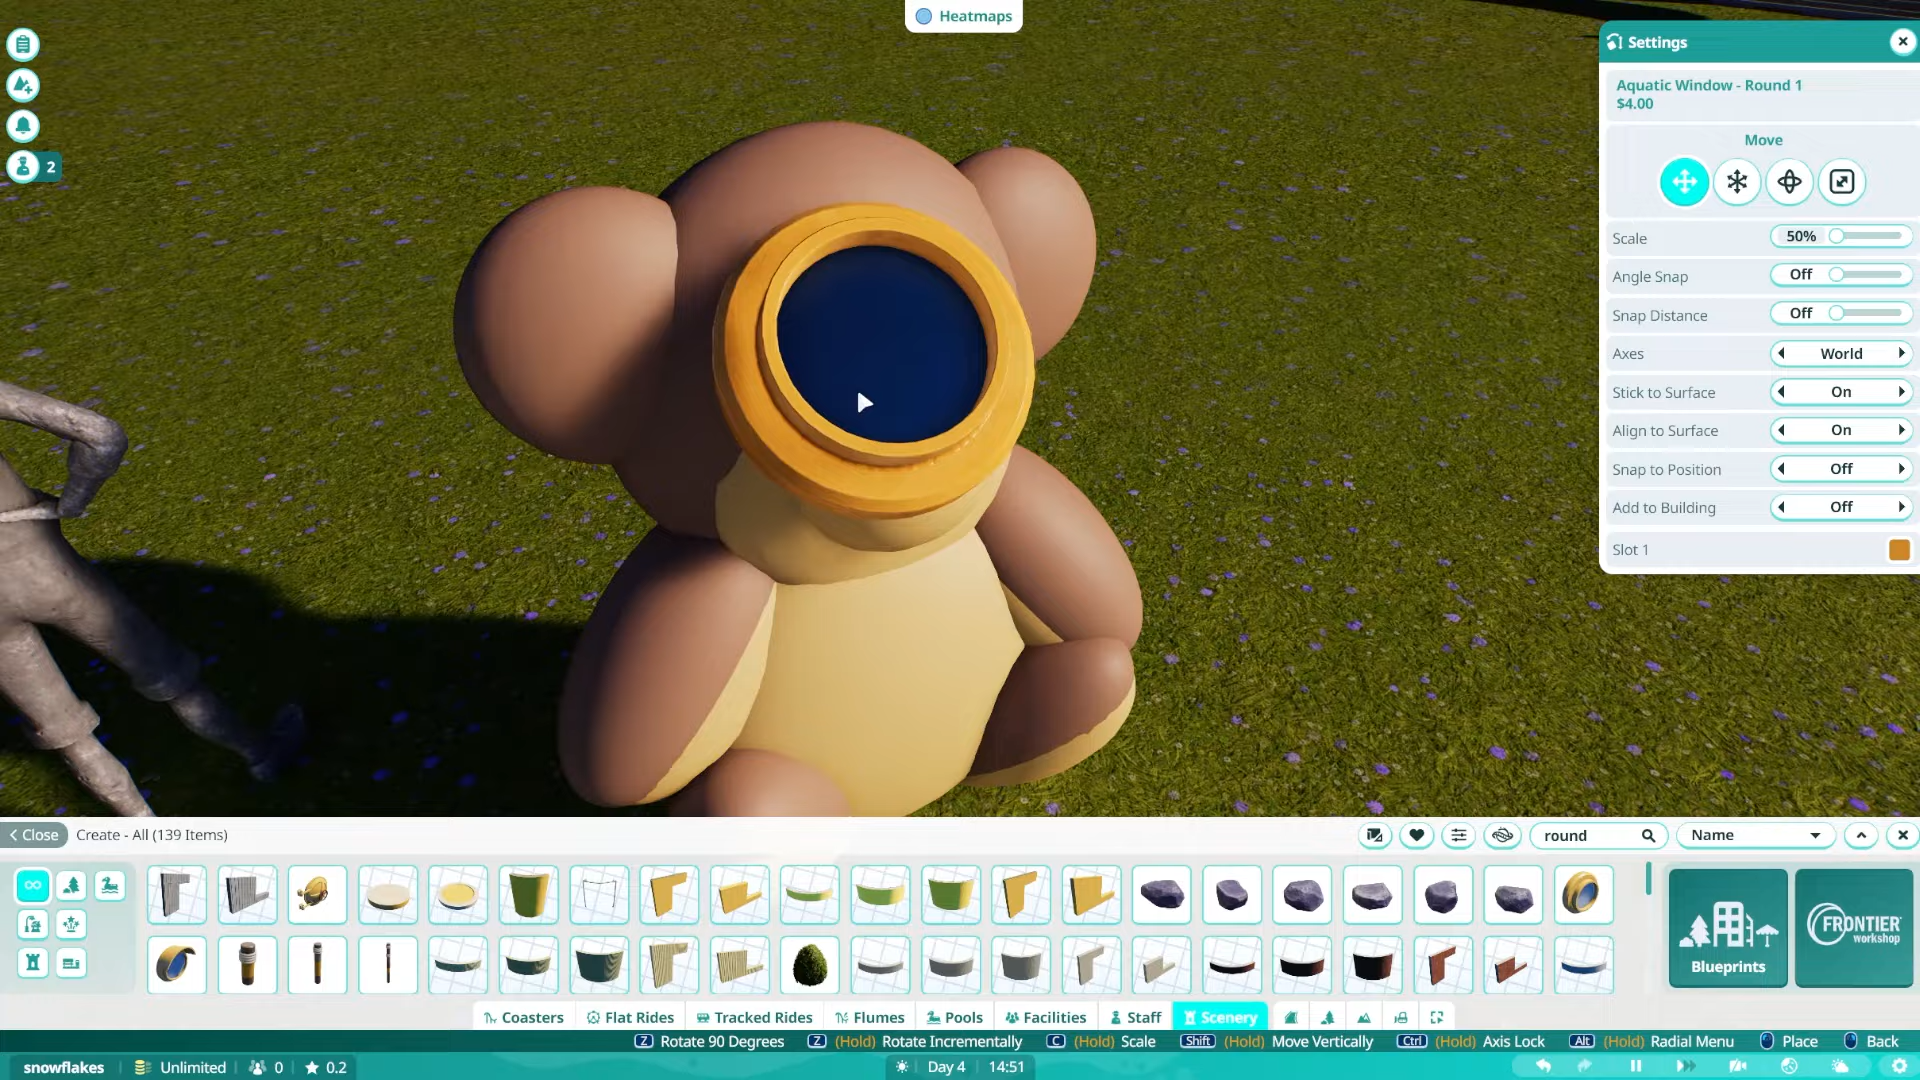 Heatmaps
Settings
Aquatic Window - Round 1
$4.00
2
Move
Scale 50%
Angle Snap Off
Snap Distance Off
Axes World
Stick to Surface On
Align to Surface On
Snap to Position Off
Add to Building Off
Slot 1
Close Create - All (139 Items) round Name
Blueprints
FRONTIER
workshop
Coasters Flat Rides Tracked Rides Flumes Pools Facilities Staff Scenery
Z Rotate 90 Degrees Z (Hold) Rotate Incrementally C (Hold) Scale Shift (Hold) Move Vertically Ctrl (Hold) Axis Lock Alt (Hold) Radial Menu Place Back
snowflakes Unlimited 0 0.2 Day 4 14:51